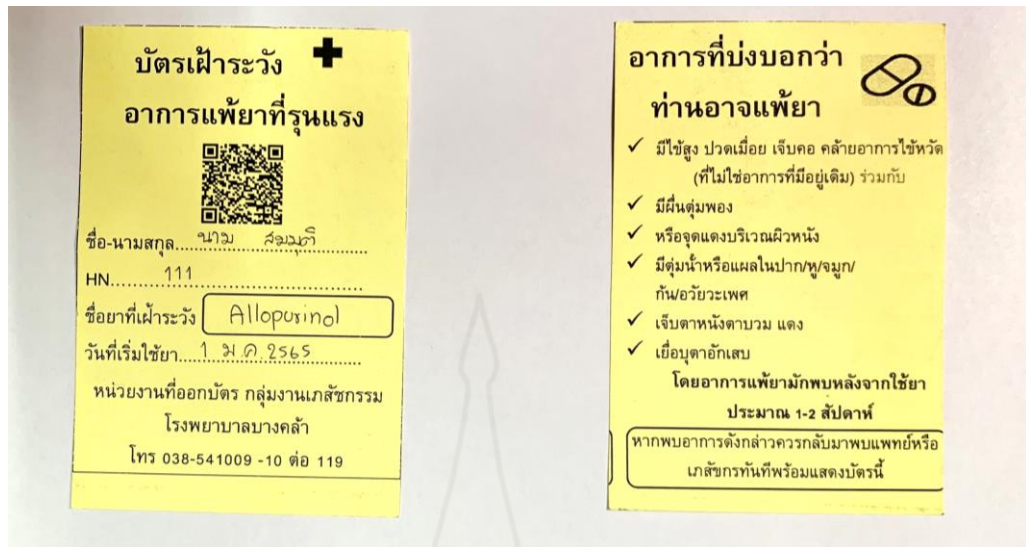 บัตรเฝ้าระวัง
อาการแพ้ยาที่รุนแรง
ชื่อ-นามสกุล.....นาม สมมุติ.....
HN.....111.....
ชื่อยาที่เฝ้าระวัง Allopurinol
วันที่เริ่มใช้ยา....1 ม.ค. 2565.....
หน่วยงานที่ออกบัตร กลุ่มงานเภสัชกรรม
โรงพยาบาลบางคล้า
โทร 038-541009 -10 ต่อ 119
อาการที่บ่งบอกว่า
ท่านอาจแพ้ยา
✓ มีไข้สูง ปวดเมื่อย เจ็บคอ คล้ายอาการไข้หวัด
(ที่ไม่ใช่อาการที่มีอยู่เดิม) ร่วมกับ
✓ มีผื่นตุ่มพอง
✓ หรือจุดแดงบริเวณผิวหนัง
✓ มีตุ่มน้ำหรือแผลในปาก/หู/จมูก/
ก้น/อวัยวะเพศ
✓ เจ็บตาหนังตาบวม แดง
✓ เยื่อบุตาอักเสบ
โดยอาการแพ้ยามักพบหลังจากใช้ยา
ประมาณ 1-2 สัปดาห์
หากพบอาการดังกล่าวควรกลับมาพบแพทย์หรือ
เภสัชกรทันทีพร้อมแสดงบัตรนี้